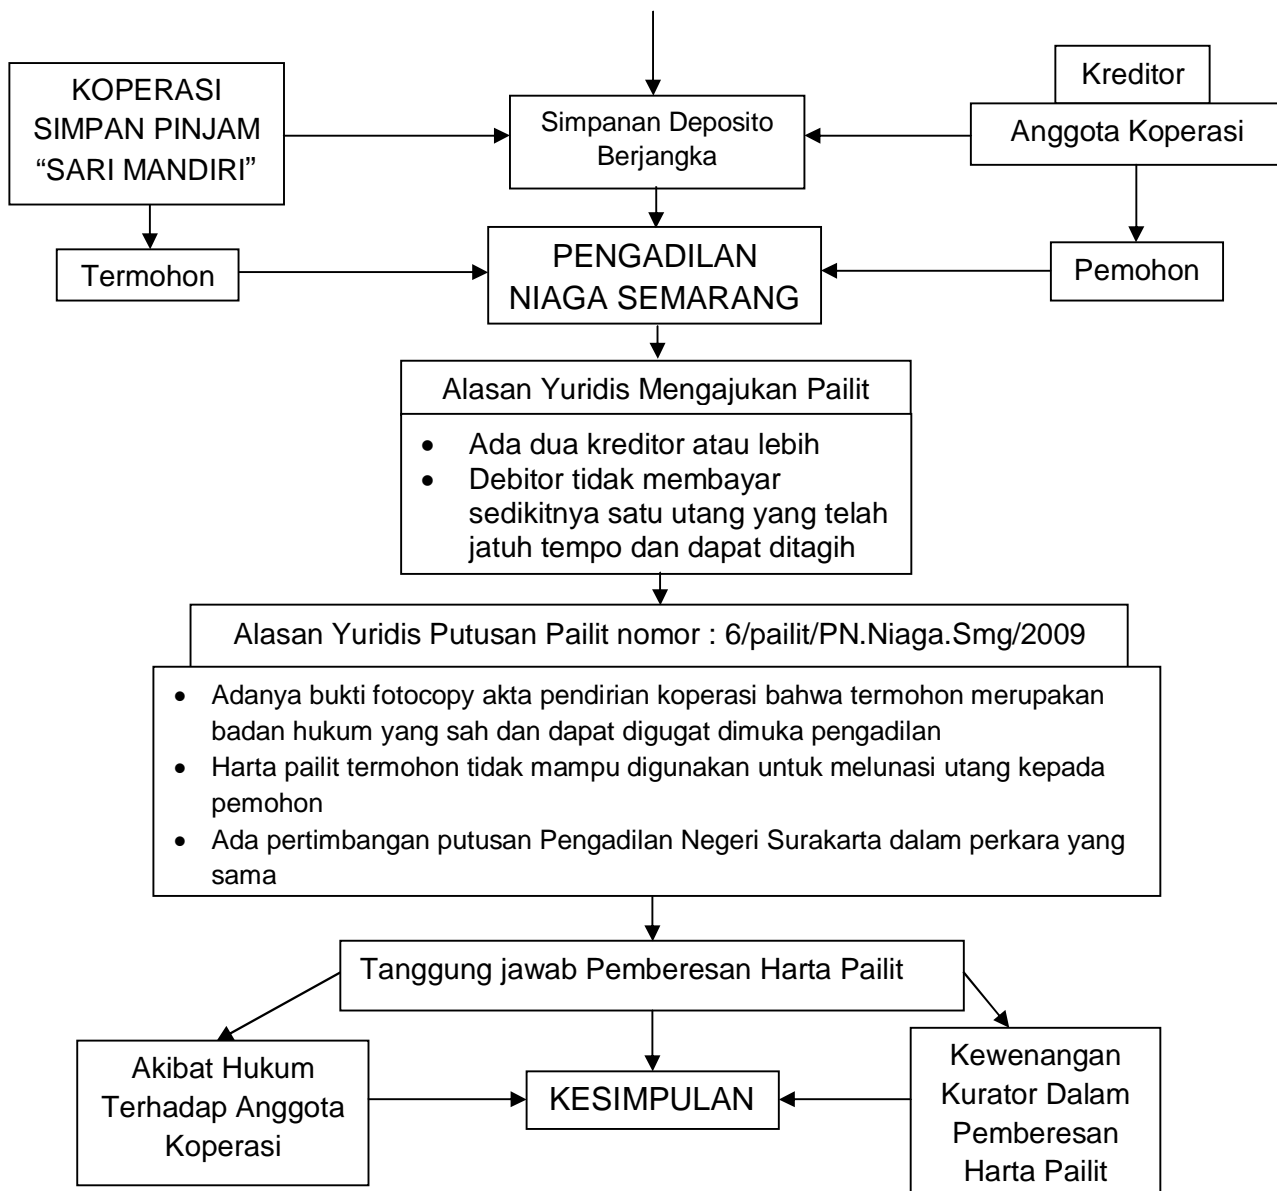 KOPERASI
SIMPAN PINJAM
“SARI MANDIRI”
Simpanan Deposito
Berjangka
Kreditor
Anggota Koperasi
Termohon
PENGADILAN
NIAGA SEMARANG
Pemohon
Alasan Yuridis Mengajukan Pailit
• Ada dua kreditor atau lebih
• Debitor tidak membayar
sedikitnya satu utang yang telah
jatuh tempo dan dapat ditagih
Alasan Yuridis Putusan Pailit nomor : 6/pailit/PN.Niaga.Smg/2009
• Adanya bukti fotocopy akta pendirian koperasi bahwa termohon merupakan
badan hukum yang sah dan dapat digugat dimuka pengadilan
• Harta pailit termohon tidak mampu digunakan untuk melunasi utang kepada
pemohon
• Ada pertimbangan putusan Pengadilan Negeri Surakarta dalam perkara yang
sama
Tanggung jawab Pemberesan Harta Pailit
Akibat Hukum
Terhadap Anggota
Koperasi
KESIMPULAN
Kewenangan
Kurator Dalam
Pemberesan
Harta Pailit